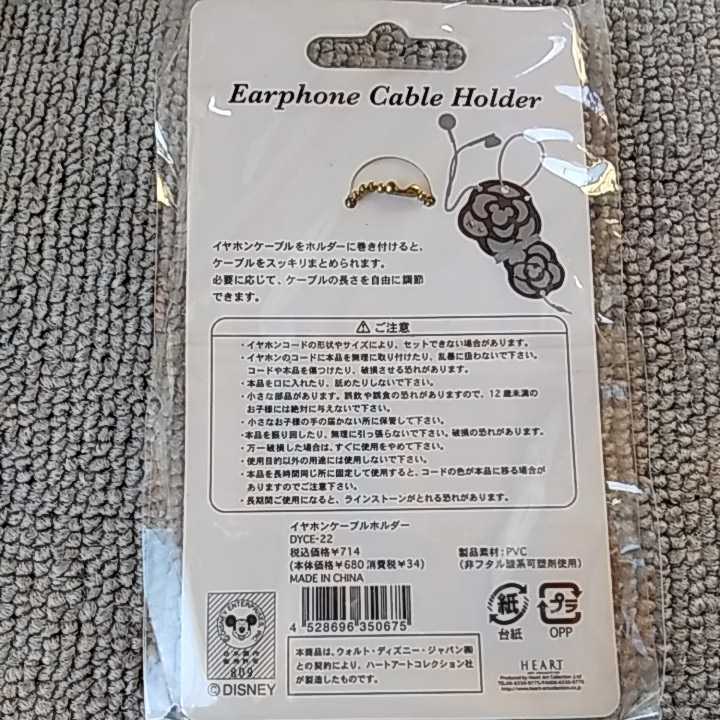 Earphone Cable Holder
イヤホンケーブルをホルダーに巻き付けると、
ケーブルをスッキリまとめられます。
必要に応じて、ケーブルの長さを自由に調節
できます。
⚠ご注意
・イヤホンコードの形状やサイズにより、セットできない場合があります。
・イヤホンのコードに本品を無理に取り付けたり、乱暴に扱わないで下さい。
コードや本品を傷つけたり、破損させる恐れがあります。
・本品を口に入れたり、舐めたりしないで下さい。
・小さな部品があります。誤飲や誤食の恐れがありますので、12歳未満の
お子様には絶対に与えないで下さい。
・小さなお子様の手の届かない所に保管して下さい。
・本品を振り回したり、無理に引っ張らないで下さい。破損の恐れがあります。
・万一破損した場合は、すぐに使用をやめて下さい。
・使用目的以外の用途には使用しないで下さい。
・本品を長時間同じ所に固定して使用すると、コードの色が本品に移る場合が
ありますのでご注意下さい。
・長期間ご使用になると、ラインストーンがとれる恐れがあります。
イヤホンケーブルホルダー
DYCE-22
税込価格¥714
(本体価格¥680 消費税¥34)
MADE IN CHINA
製品素材:PVC
(非フタル酸系可塑剤使用)
4 528696 350675
紙
台紙
プラ
OPP
本商品は、ウォルト・ディズニー・ジャパン㈱
との契約により、ハートアートコレクション社
が製造したものです。
©DISNEY
HEART
Produced by Heart Art Collection Ltd